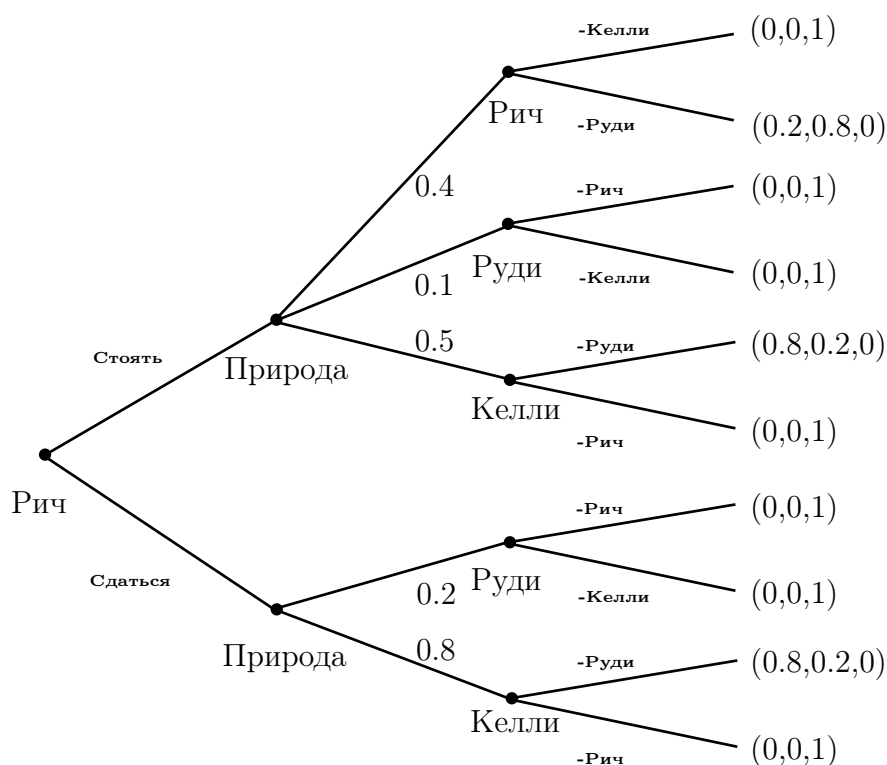 -Келли
(0,0,1)
Рич
-Руди
(0.2,0.8,0)
0.4
-Рич
(0,0,1)
Руди
0.1
-Келли
(0,0,1)
Стоять
Природа
0.5
-Руди
(0.8,0.2,0)
Келли
-Рич
(0,0,1)
Рич
-Рич
(0,0,1)
Сдаться
Руди
0.2
-Келли
(0,0,1)
Природа
0.8
-Руди
(0.8,0.2,0)
Келли
-Рич
(0,0,1)